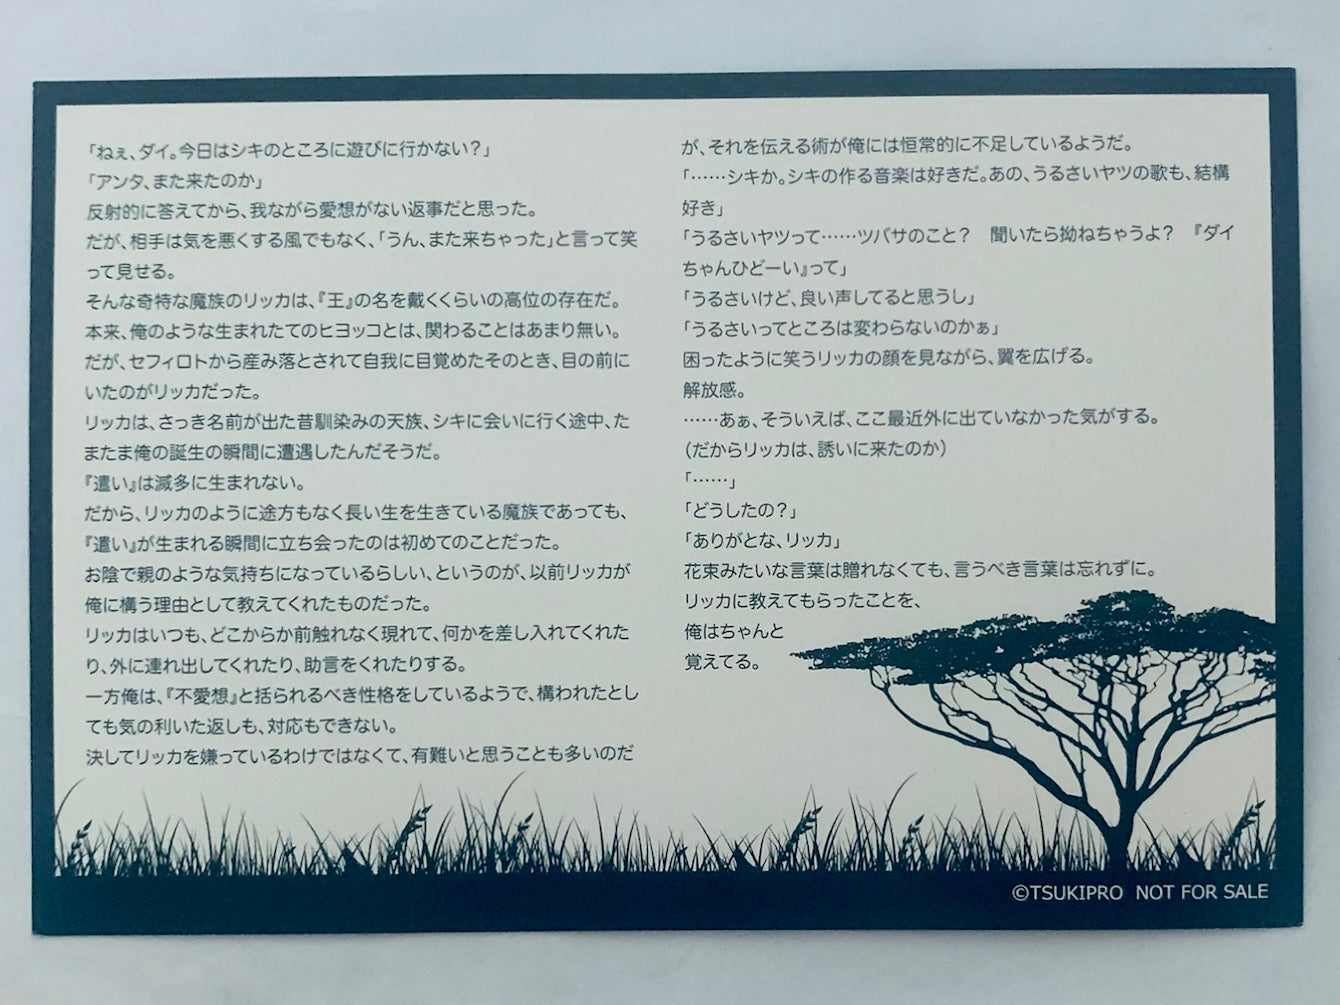 「ねぇ、ダイ。今日はシキのところに遊びに行かない？」
「アンタ、また来たのか」
反射的に答えてから、我ながら愛想がない返事だと思った。
だが、相手は気を悪くする風でもなく、「うん、また来ちゃった」と言って笑
って見せる。
そんな奇特な魔族のリッカは、『王』の名を戴くくらいの高位の存在だ。
本来、俺のような生まれたてのヒヨッコとは、関わることはあまり無い。
だが、セフィロトから産み落とされて自我に目覚めたそのとき、目の前に
いたのがリッカだった。
リッカは、さっき名前が出た昔馴染みの天族、シキに会いに行く途中、た
またま俺の誕生の瞬間に遭遇したんだそうだ。
『遣い』は滅多に生まれない。
だから、リッカのように途方もなく長い生を生きている魔族であっても、
『遣い』が生まれる瞬間に立ち会ったのは初めてのことだった。
お陰で親のような気持ちになっているらしい、というのが、以前リッカが
俺に構う理由として教えてくれたものだった。
リッカはいつも、どこからか前触れなく現れて、何かを差し入れてくれた
り、外に連れ出してくれたり、助言をくれたりする。
一方俺は、『不愛想』と括られるべき性格をしているようで、構われたとし
ても気の利いた返しも、対応もできない。
決してリッカを嫌っているわけではなくて、有難いと思うことも多いのだ
が、それを伝える術が俺には恒常的に不足しているようだ。
「……シキか。シキの作る音楽は好きだ。あの、うるさいヤツの歌も、結構
好き」
「うるさいヤツって……ツバサのこと？　聞いたら拗ねちゃうよ？　『ダイ
ちゃんひどーい』って」
「うるさいけど、良い声してると思うし」
「うるさいってところは変わらないのかぁ」
困ったように笑うリッカの顔を見ながら、翼を広げる。
解放感。
……あぁ、そういえば、ここ最近外に出ていなかった気がする。
（だからリッカは、誘いに来たのか）
「……」
「どうしたの？」
「ありがとな、リッカ」
花束みたいな言葉は贈れなくても、言うべき言葉は忘れずに。
リッカに教えてもらったことを、
俺はちゃんと
覚えてる。
©TSUKIPRO NOT FOR SALE